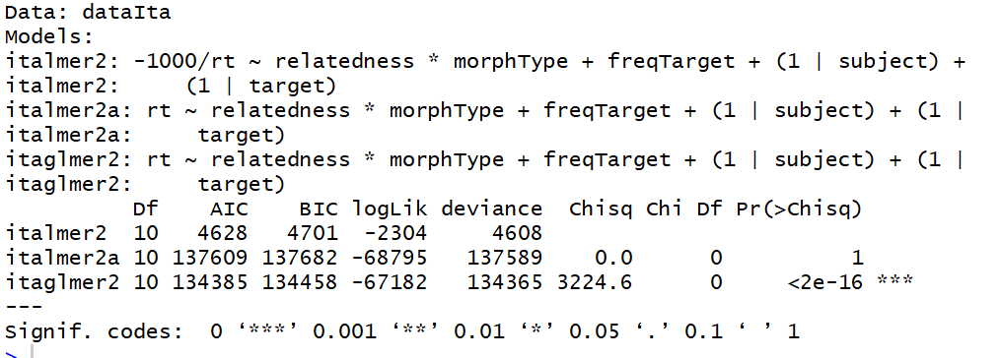 Data: dataIta
Models:
italmer2: -1000/rt ~ relatedness * morphType + freqTarget + (1 | subject) +
italmer2:     (1 | target)
italmer2a: rt ~ relatedness * morphType + freqTarget + (1 | subject) + (1 |
italmer2a:     target)
itaglmer2: rt ~ relatedness * morphType + freqTarget + (1 | subject) + (1 |
itaglmer2:     target)
          Df    AIC    BIC logLik deviance  Chisq Chi Df Pr(>Chisq)
italmer2  10   4628   4701  -2304     4608
italmer2a 10 137609 137682 -68795   137589    0.0      0          1
itaglmer2 10 134385 134458 -67182   134365 3224.6      0     <2e-16 ***
---
Signif. codes:  0 ‘***’ 0.001 ‘**’ 0.01 ‘*’ 0.05 ‘.’ 0.1 ‘ ’ 1
>